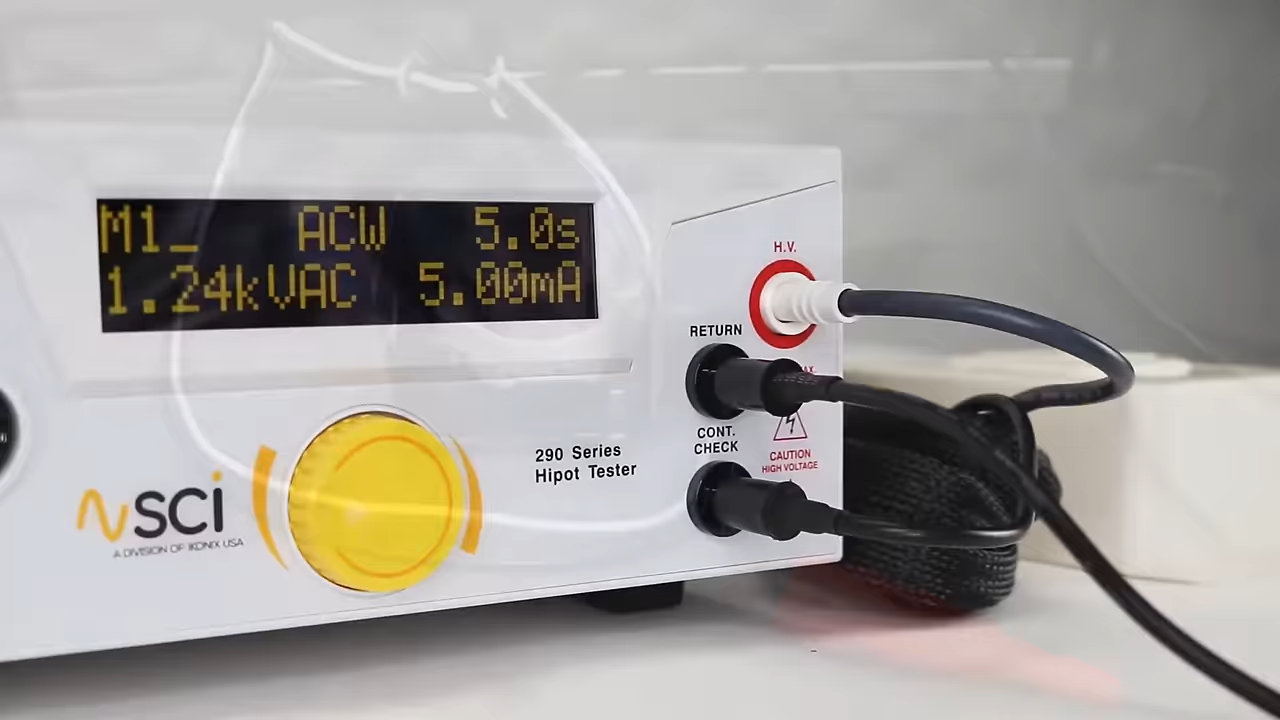 M1_ ACW 5.0s
1.24kVAC 5.00mA
H.V.
RETURN
CONT.
CHECK
CAUTION
HIGH VOLTAGE
290 Series
Hipot Tester
SCi
A DIVISION OF IKONIX USA